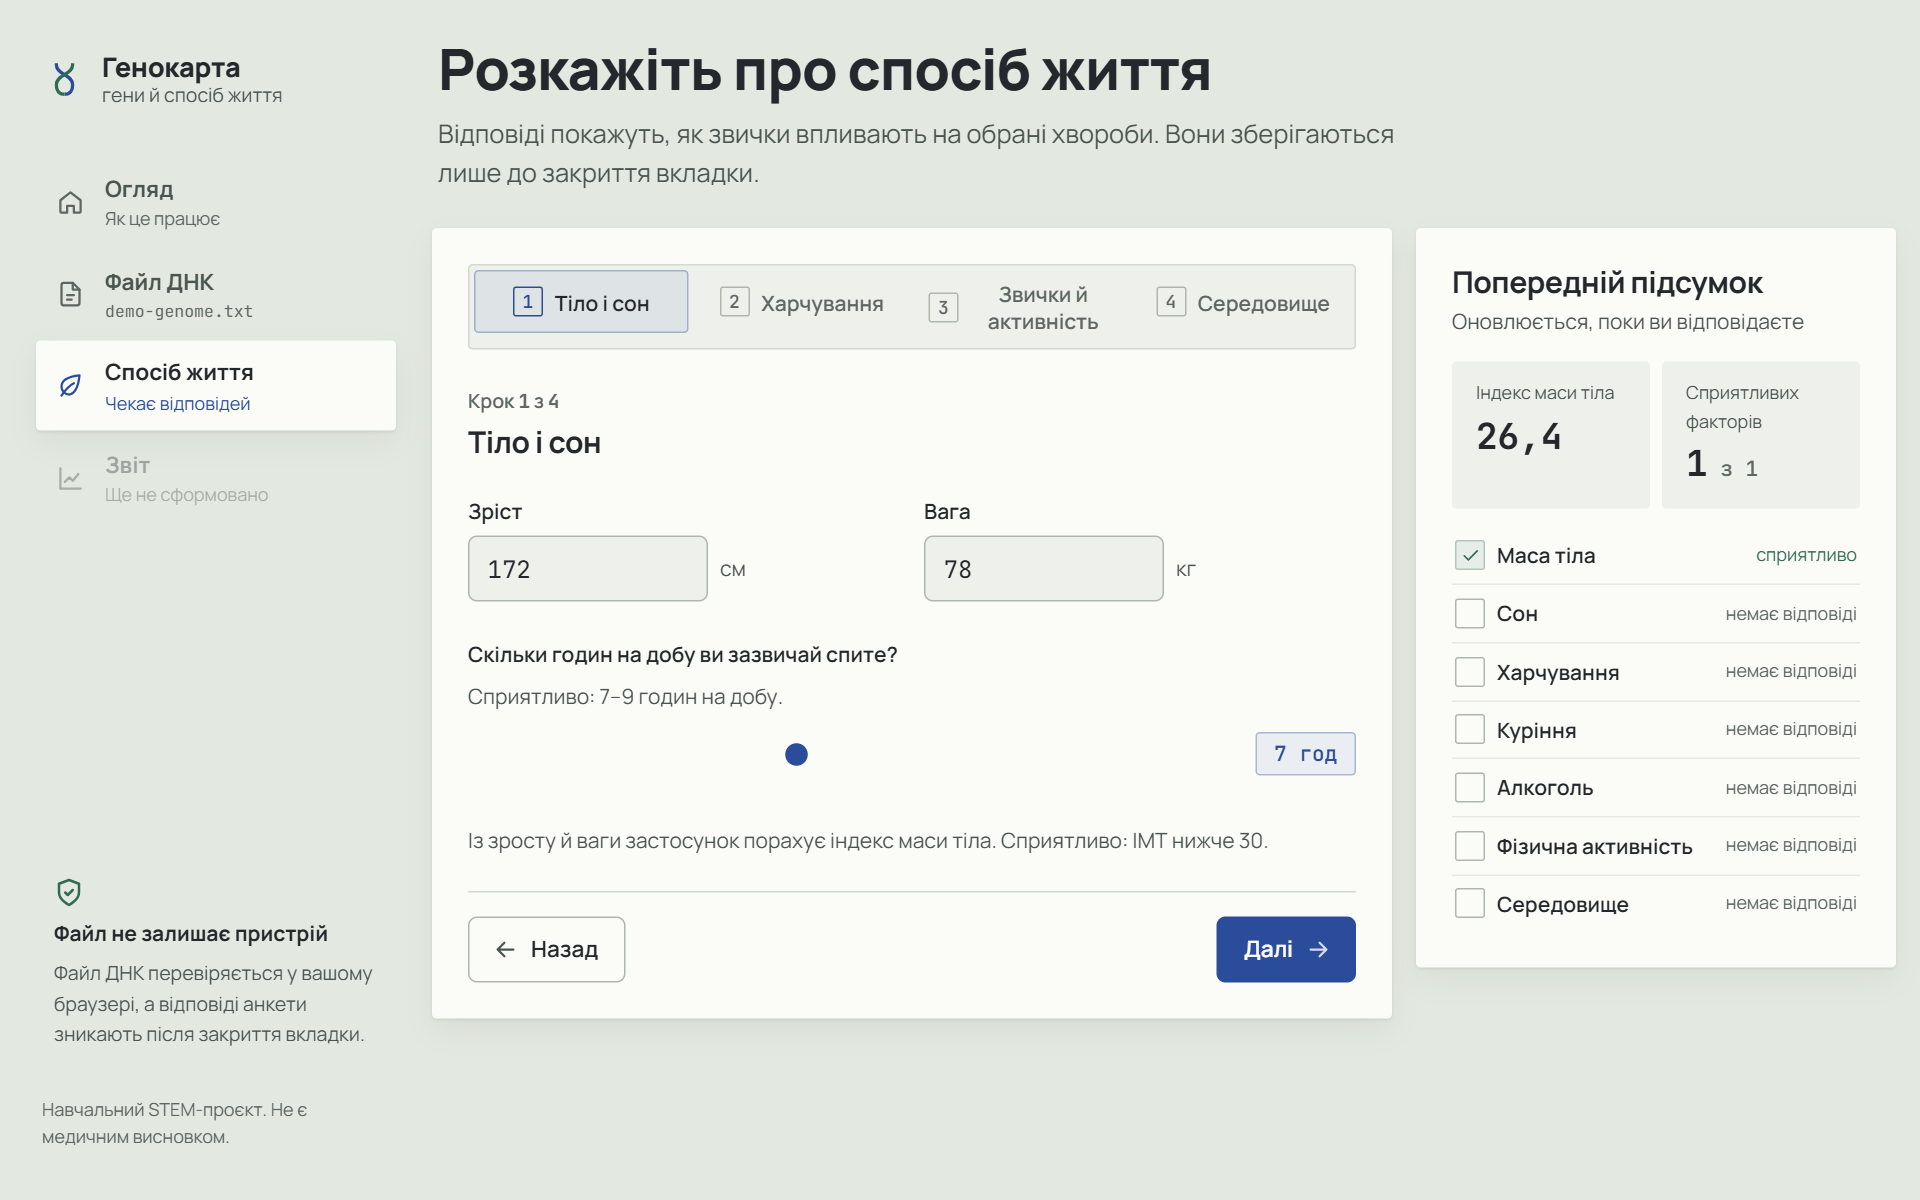 Генокарта
гени й спосіб життя
Огляд
Як це працює
Файл ДНК
demo-genome.txt
Спосіб життя
Чекає відповідей
Звіт
Ще не сформовано
Файл не залишає пристрій
Файл ДНК перевіряється у вашому
браузері, а відповіді анкети
зникають після закриття вкладки.
Навчальний STEM-проєкт. Не є
медичним висновком.
Розкажіть про спосіб життя
Відповіді покажуть, як звички впливають на обрані хвороби. Вони зберігаються
лише до закриття вкладки.
1 Тіло і сон
2 Харчування
3 Звички й
активність
4 Середовище
Крок 1 з 4
Тіло і сон
Зріст
172 см
Вага
78 кг
Скільки годин на добу ви зазвичай спите?
Сприятливо: 7–9 годин на добу.
7 год
Із зросту й ваги застосунок порахує індекс маси тіла. Сприятливо: ІМТ нижче 30.
Назад
Далі
Попередній підсумок
Оновлюється, поки ви відповідаєте
Індекс маси тіла
26,4
Сприятливих
факторів
1 з 1
Маса тіла сприятливо
Сон немає відповіді
Харчування немає відповіді
Куріння немає відповіді
Алкоголь немає відповіді
Фізична активність немає відповіді
Середовище немає відповіді